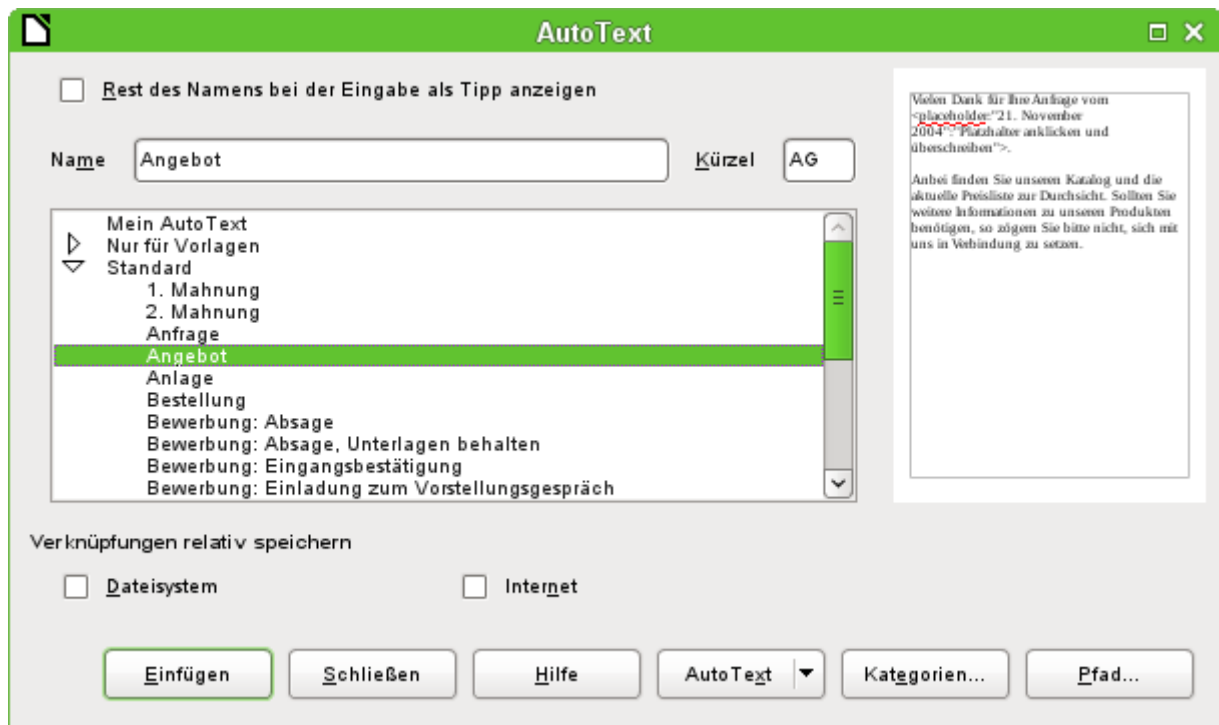 AutoText
Rest des Namens bei der Eingabe als Tipp anzeigen
Name Angebot Kürzel AG
Mein AutoText
Nur für Vorlagen
Standard
1. Mahnung
2. Mahnung
Anfrage
Angebot
Anlage
Bestellung
Bewerbung: Absage
Bewerbung: Absage, Unterlagen behalten
Bewerbung: Eingangsbestätigung
Bewerbung: Einladung zum Vorstellungsgespräch
Vielen Dank für Ihre Anfrage vom
<placeholder:"21. November
2004":"Platzhalter anklicken und
überschreiben">.
Anbei finden Sie unseren Katalog und die
aktuelle Preisliste zur Durchsicht. Sollten Sie
weitere Informationen zu unseren Produkten
benötigen, so zögern Sie bitte nicht, sich mit
uns in Verbindung zu setzen.
Verknüpfungen relativ speichern
Dateisystem Internet
Einfügen Schließen Hilfe AutoText Kategorien... Pfad...